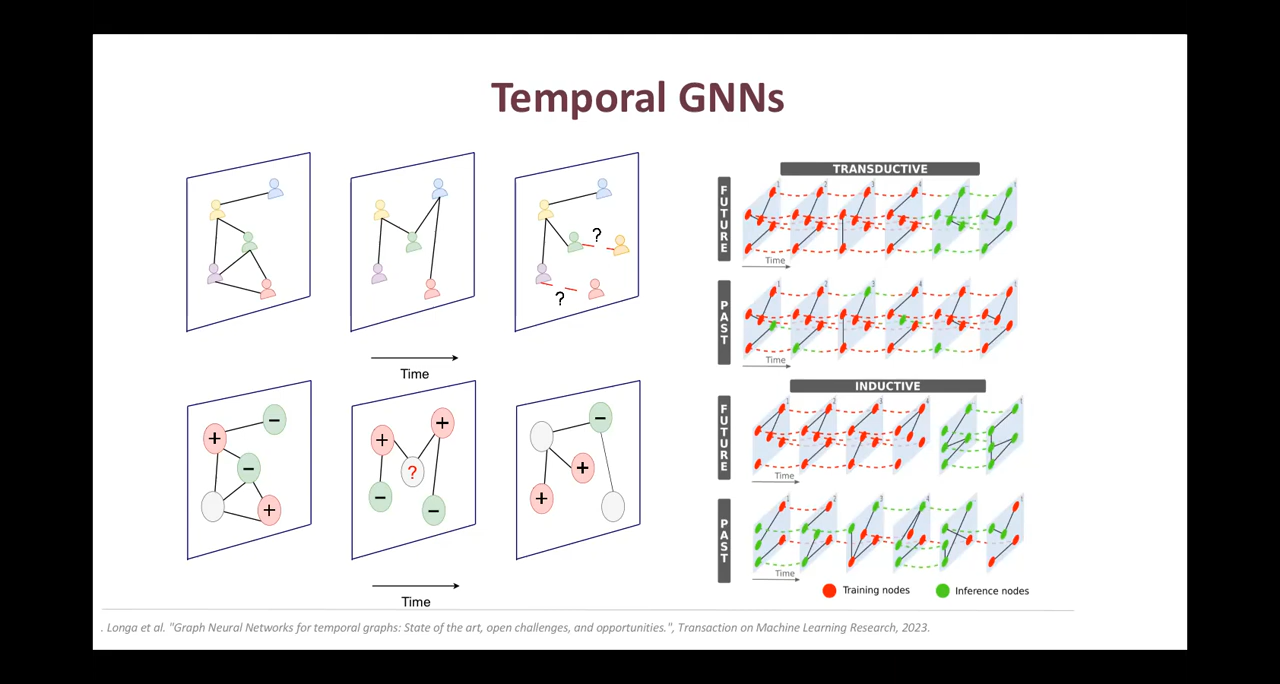 Temporal GNNs
?
?
Time
−
+
−
+
+
+
?
−
−
−
+
+
Time
TRANSDUCTIVE
FUTURE
Time
PAST
Time
INDUCTIVE
FUTURE
Time
PAST
Time
Training nodes
Inference nodes
. Longa et al. "Graph Neural Networks for temporal graphs: State of the art, open challenges, and opportunities.", Transaction on Machine Learning Research, 2023.